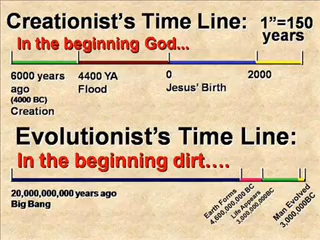 Creationist's Time Line: 1"=150
years
In the beginning God...
6000 years 4400 YA 0 2000
ago Flood Jesus' Birth
(4000 BC)
Creation
Evolutionist's Time Line:
In the beginning dirt....
20,000,000,000 years ago
Big Bang
Earth Forms
4,600,000,000 BC
Life Appears
3,000,000,000BC
Man Evolved
3,000,000BC